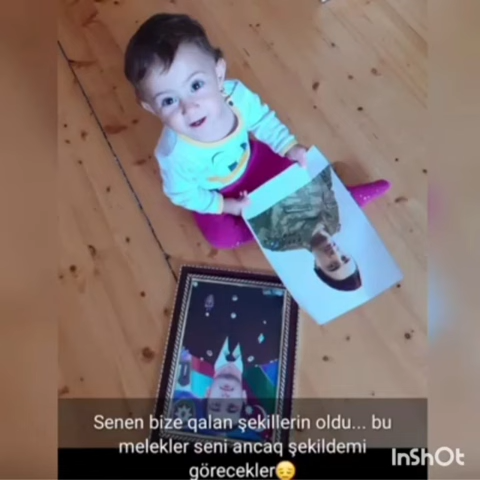 Senen bize qalan şekillerin oldu... bu
melekler seni ancaq şekildemi
görecekler😔
InShOt